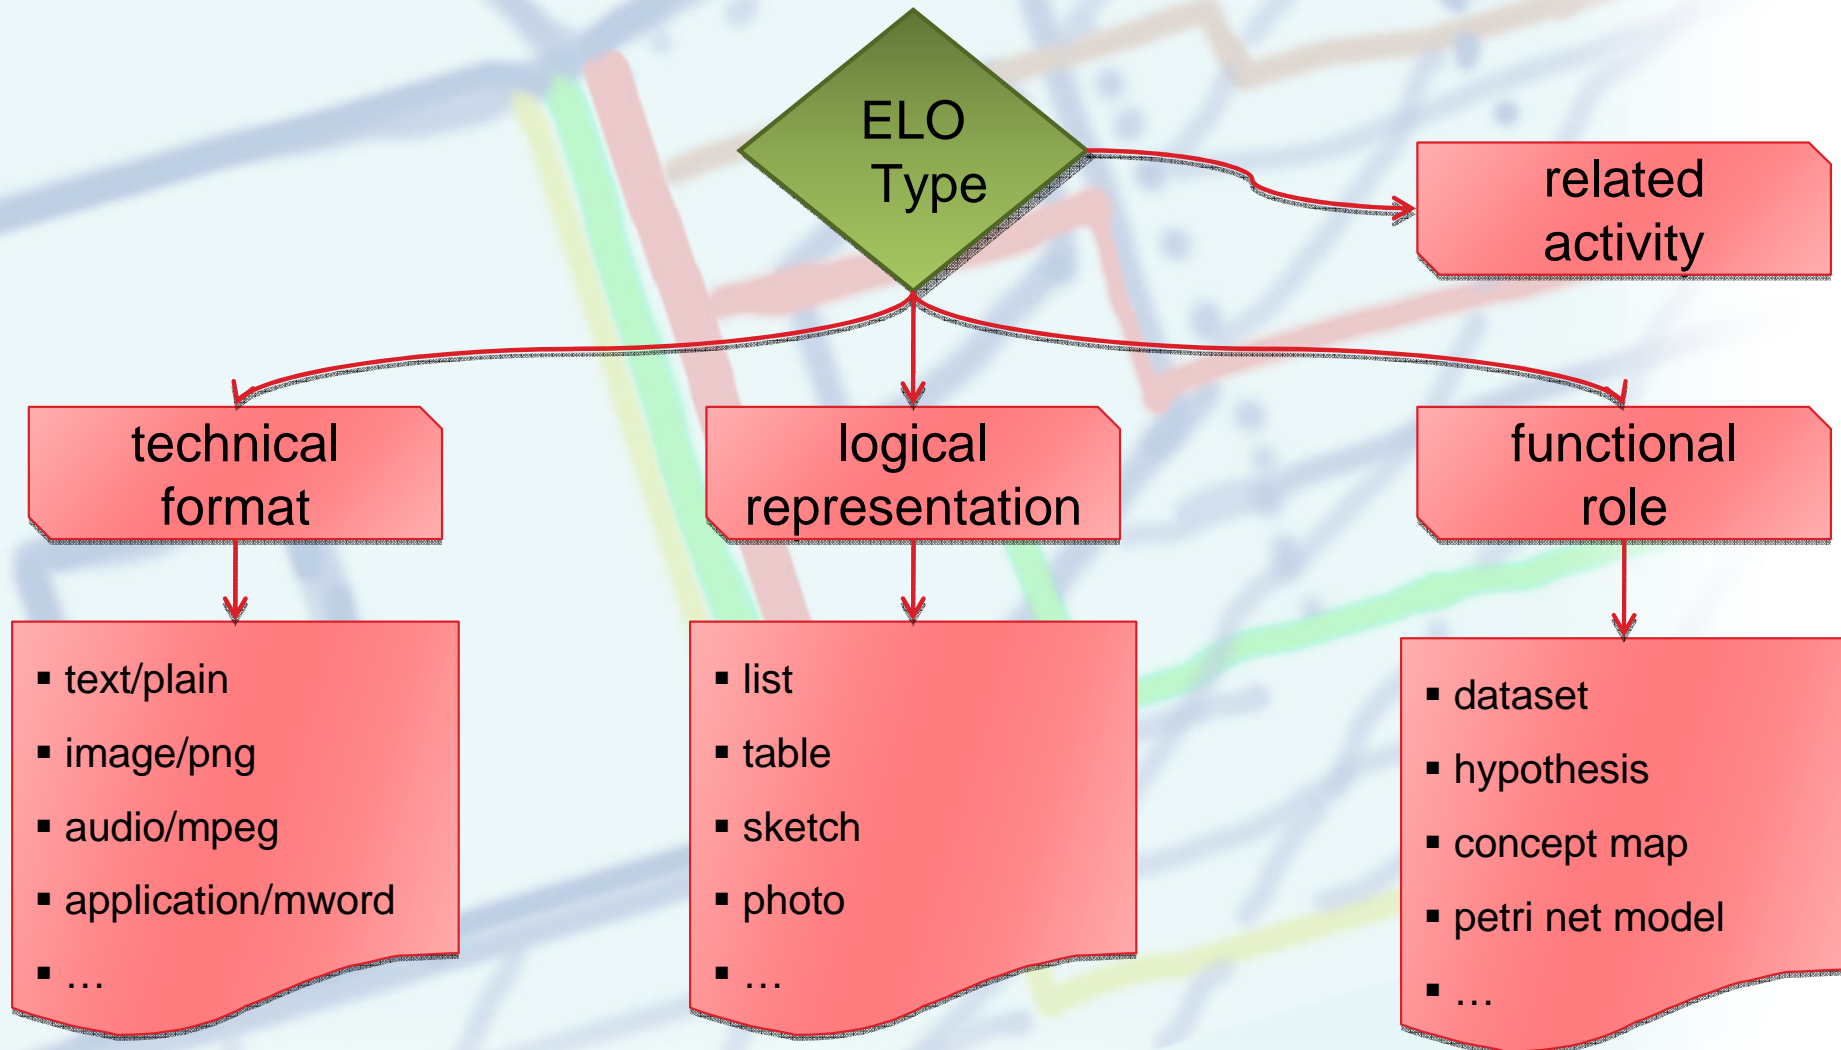 ELO
Type
related
activity
technical
format
logical
representation
functional
role
▪ text/plain
▪ image/png
▪ audio/mpeg
▪ application/mword
▪ …
▪ list
▪ table
▪ sketch
▪ photo
▪ …
▪ dataset
▪ hypothesis
▪ concept map
▪ petri net model
▪ …